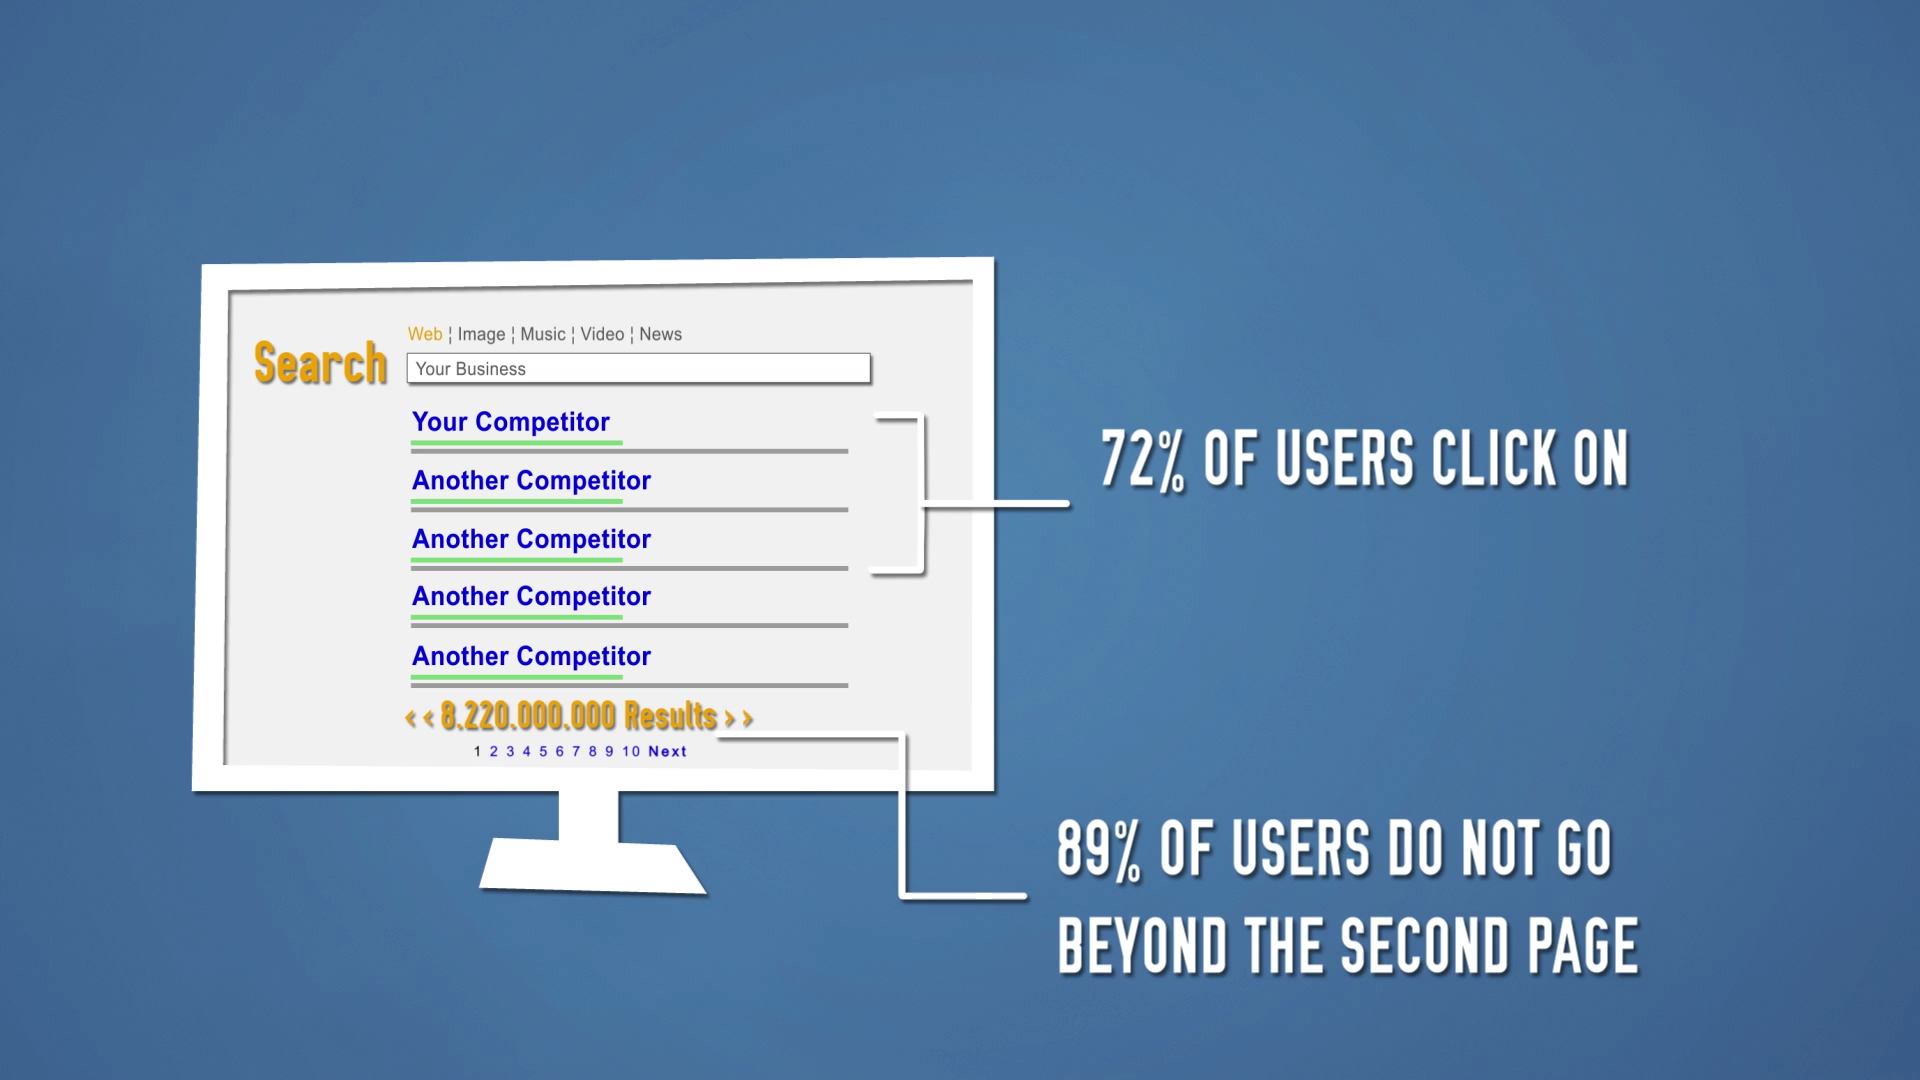 Web ¦ Image ¦ Music ¦ Video ¦ News
Search
Your Business
Your Competitor
Another Competitor
Another Competitor
Another Competitor
Another Competitor
<< 8.220.000.000 Results >>
1 2 3 4 5 6 7 8 9 10 Next
72% OF USERS CLICK ON
89% OF USERS DO NOT GO
BEYOND THE SECOND PAGE